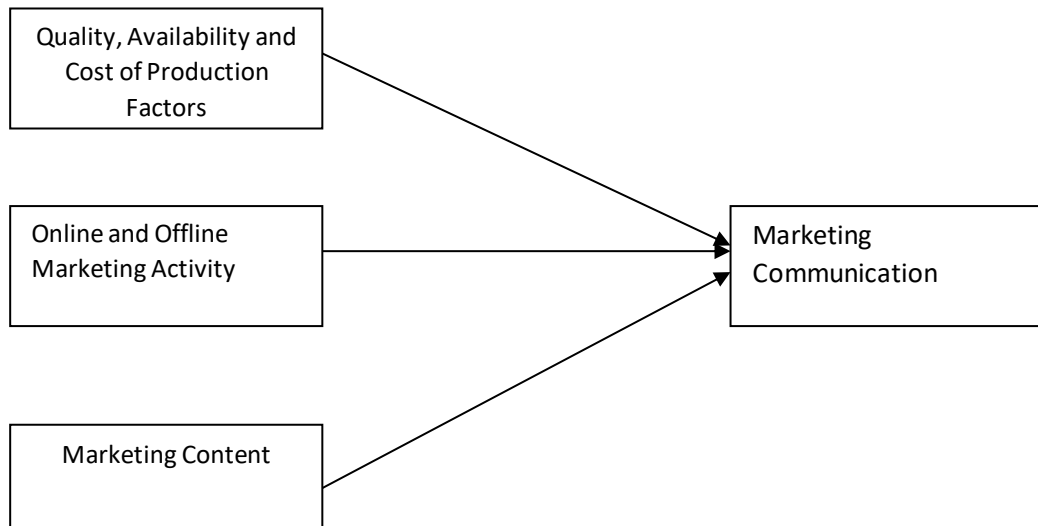 Quality, Availability and
Cost of Production
Factors
Online and Offline
Marketing Activity
Marketing
Communication
Marketing Content